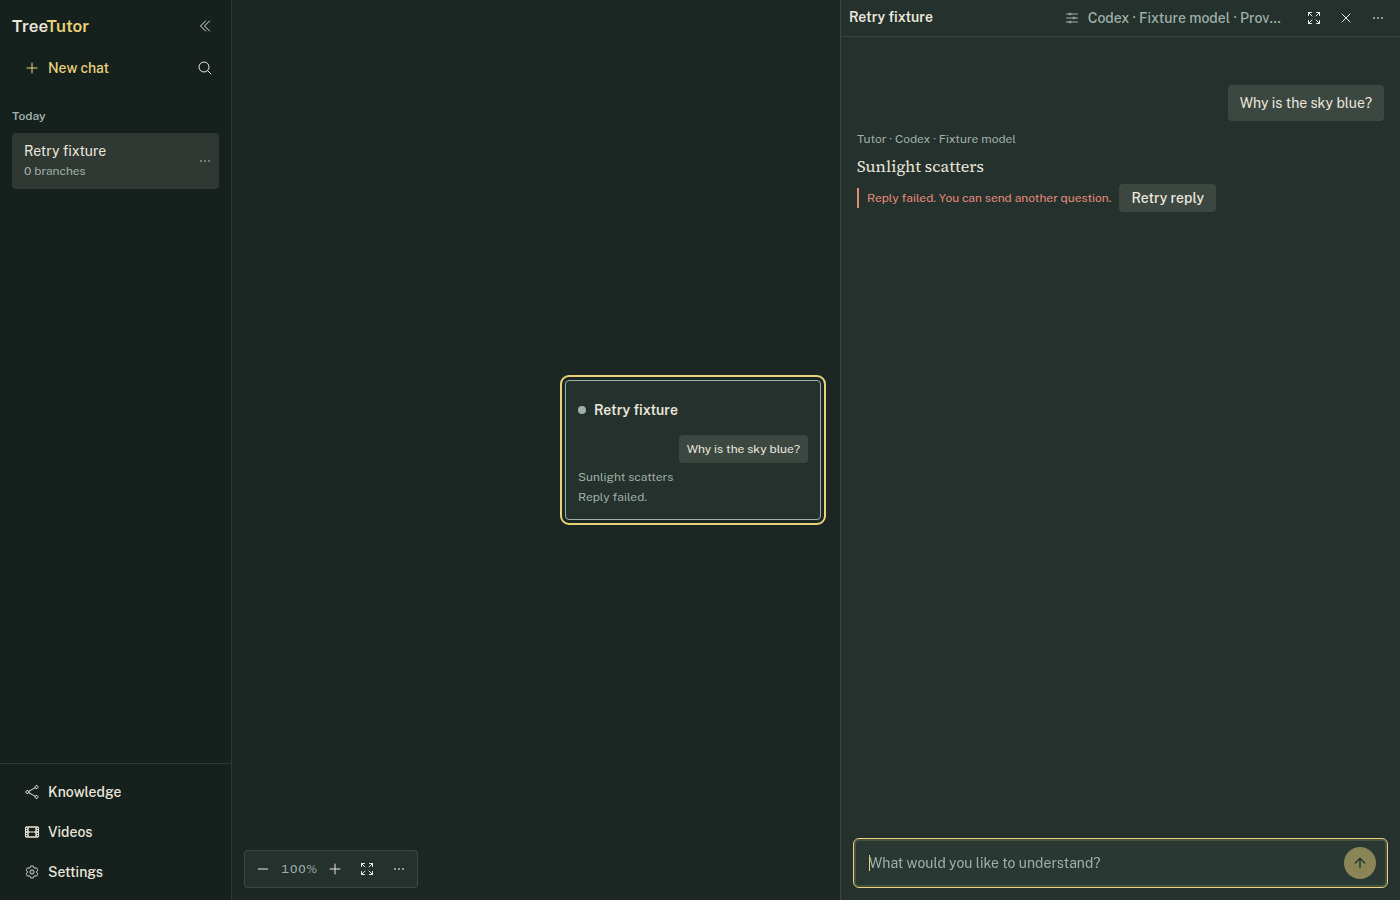 TreeTutor
New chat
Today
Retry fixture
0 branches
Knowledge
Videos
Settings
Retry fixture
Why is the sky blue?
Sunlight scatters
Reply failed.
100%
Retry fixture
Codex · Fixture model · Prov...
Why is the sky blue?
Tutor · Codex · Fixture model
Sunlight scatters
Reply failed. You can send another question.
Retry reply
What would you like to understand?